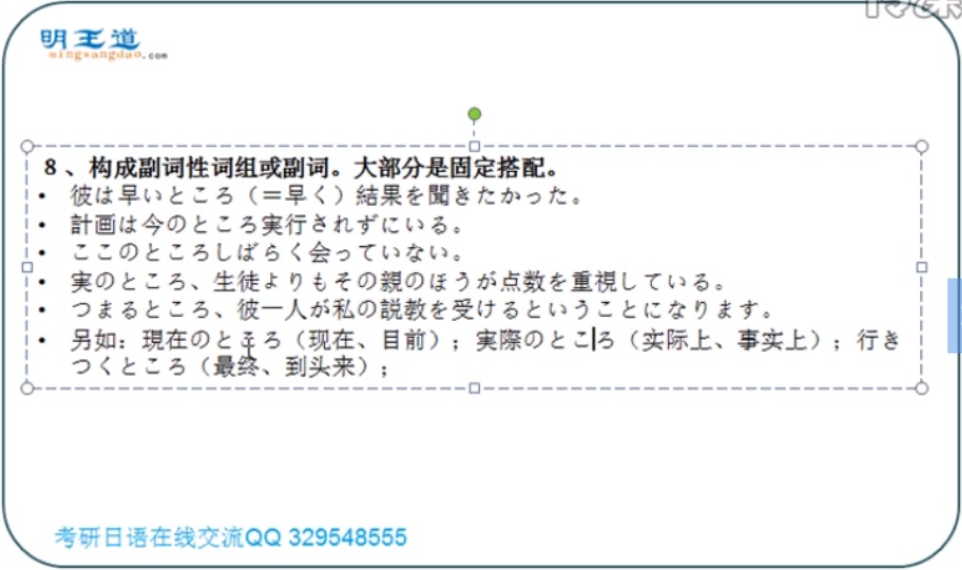 明王道
mingwangdao.com
8、构成副词性词组或副词。大部分是固定搭配。
• 彼は早いところ（＝早く）結果を聞きたかった。
• 計画は今のところ実行されずにいる。
• ここのところしばらく会っていない。
• 実のところ、生徒よりもその親のほうが点数を重視している。
• つまるところ、彼一人が私の説教を受けるということになります。
• 另如：現在のところ（现在、目前）；実際のところ（实际上、事实上）；行き
つくところ（最终、到头来）；
考研日语在线交流QQ 329548555